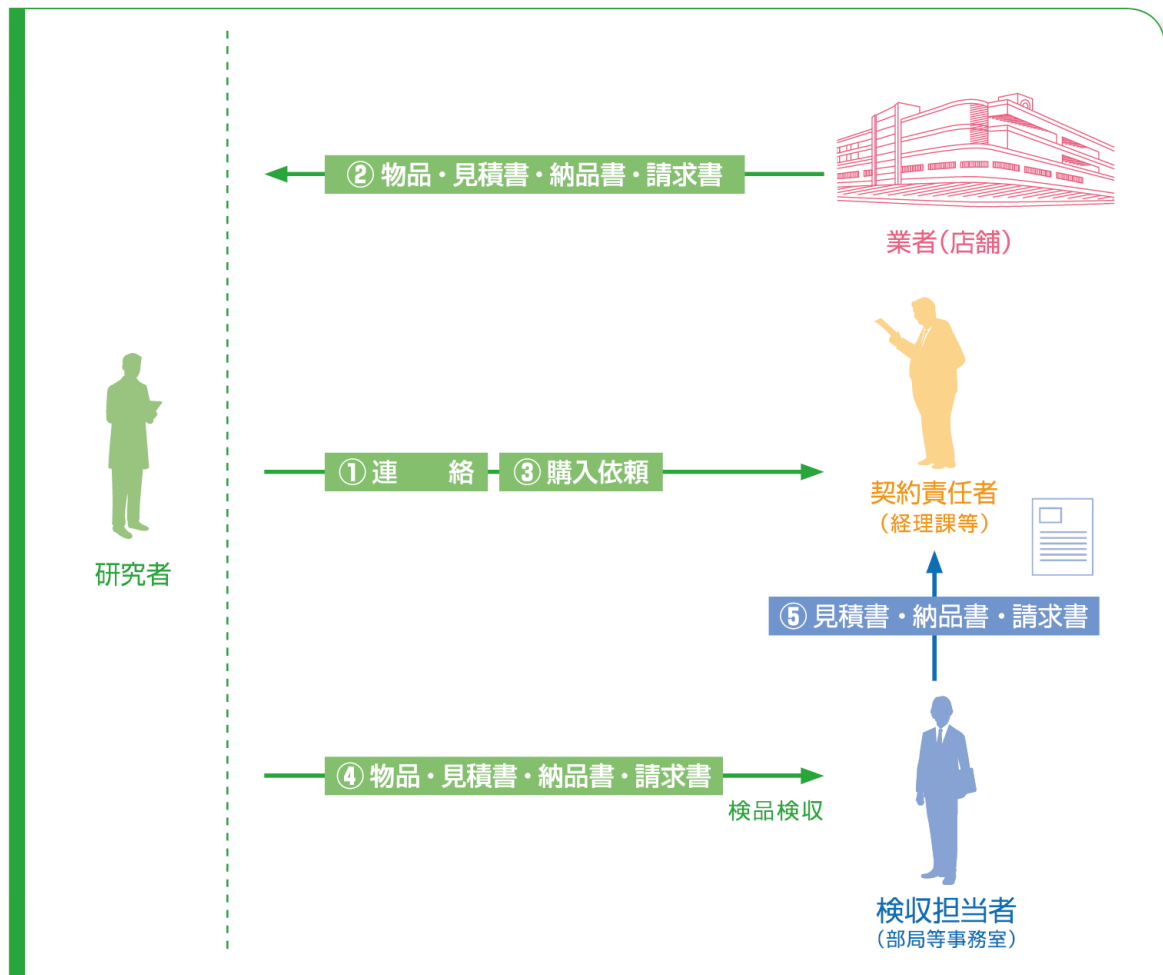 ②物品・見積書・納品書・請求書
業者(店舗)
①連　絡
③購入依頼
契約責任者
(経理課等)
研究者
⑤見積書・納品書・請求書
④物品・見積書・納品書・請求書
検品検収
検収担当者
(部局等事務室)